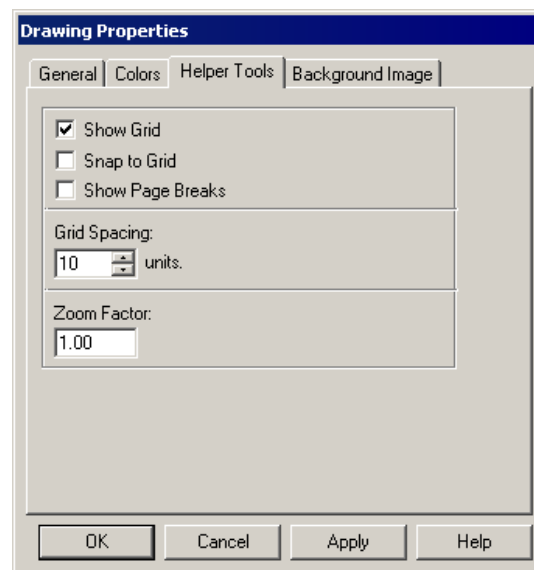 Drawing Properties
General Colors Helper Tools Background Image
Show Grid
Snap to Grid
Show Page Breaks
Grid Spacing:
10 units.
Zoom Factor:
1.00
OK Cancel Apply Help